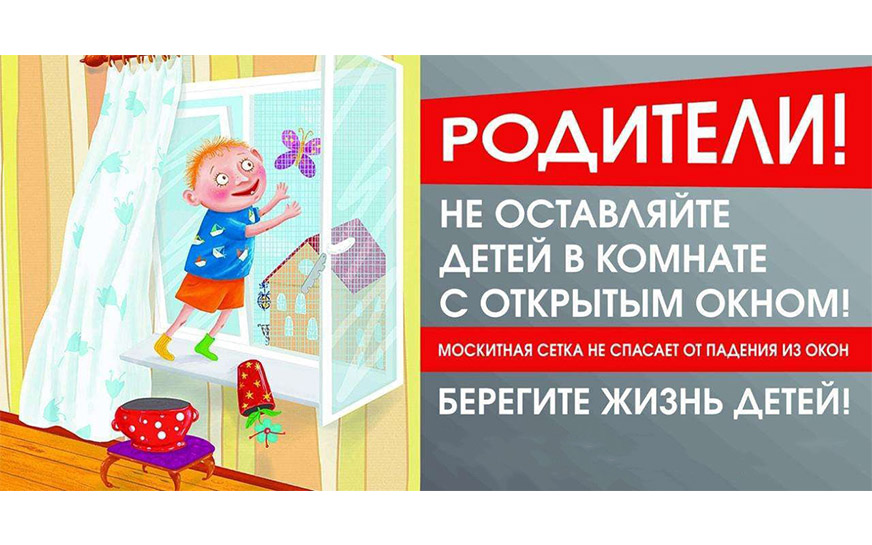 РОДИТЕЛИ!
НЕ ОСТАВЛЯЙТЕ
ДЕТЕЙ В КОМНАТЕ
С ОТКРЫТЫМ ОКНОМ!
МОСКИТНАЯ СЕТКА НЕ СПАСАЕТ ОТ ПАДЕНИЯ ИЗ ОКОН
БЕРЕГИТЕ ЖИЗНЬ ДЕТЕЙ!